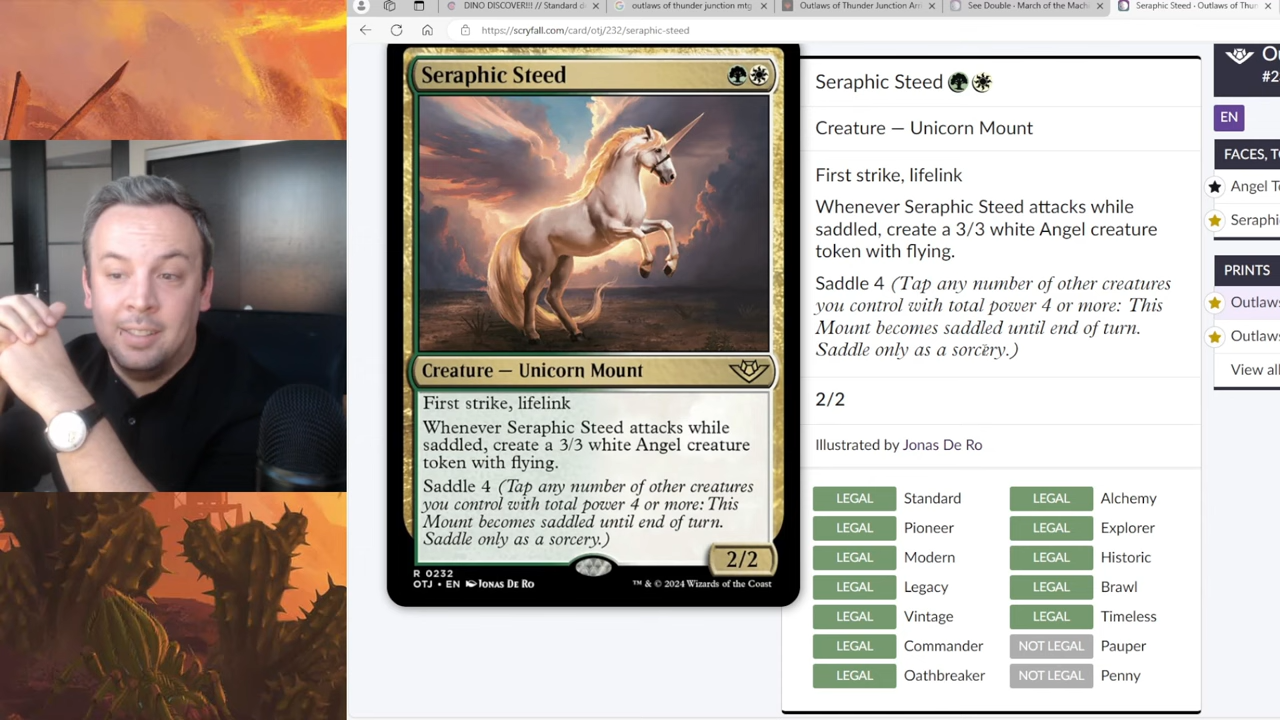 DINO DISCOVER!!! // Standard d
outlaws of thunder junction mtg
Outlaws of Thunder Junction Art
See Double - March of the Mach
Seraphic Steed - Outlaws of Thun
https://scryfall.com/card/otj/232/seraphic-steed
Seraphic Steed
Creature — Unicorn Mount
First strike, lifelink
Whenever Seraphic Steed attacks while
saddled, create a 3/3 white Angel creature
token with flying.
Saddle 4 (Tap any number of other creatures
you control with total power 4 or more: This
Mount becomes saddled until end of turn.
Saddle only as a sorcery.)
2/2
R 0232
OTJ • EN JONAS DE RO
™ & © 2024 Wizards of the Coast
Seraphic Steed
Creature — Unicorn Mount
First strike, lifelink
Whenever Seraphic Steed attacks while
saddled, create a 3/3 white Angel creature
token with flying.
Saddle 4 (Tap any number of other creatures
you control with total power 4 or more: This
Mount becomes saddled until end of turn.
Saddle only as a sorcery.)
2/2
Illustrated by Jonas De Ro
LEGAL Standard LEGAL Alchemy
LEGAL Pioneer LEGAL Explorer
LEGAL Modern LEGAL Historic
LEGAL Legacy LEGAL Brawl
LEGAL Vintage LEGAL Timeless
LEGAL Commander NOT LEGAL Pauper
LEGAL Oathbreaker NOT LEGAL Penny
Ou
#2
EN
FACES, TO
Angel To
Seraphi
PRINTS
Outlaws
Outlaws
View all